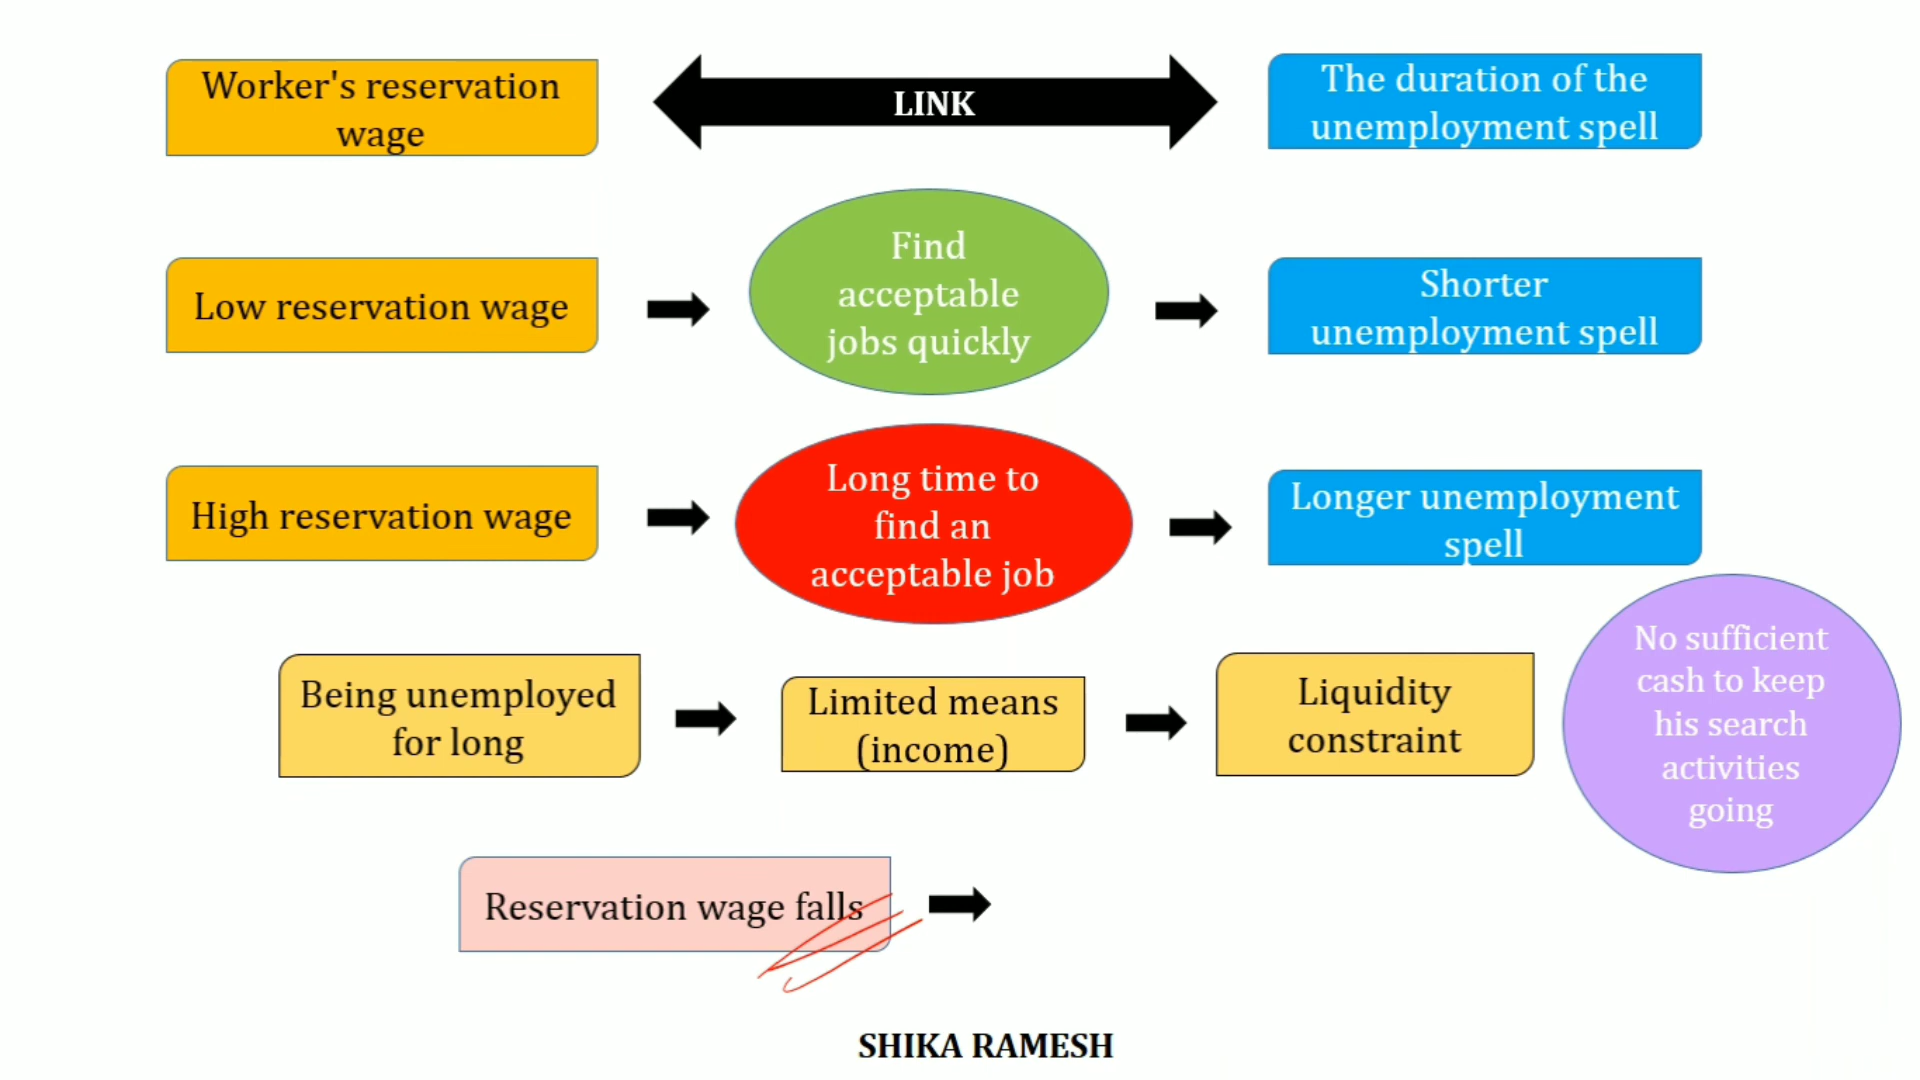 Worker's reservation
wage
LINK
The duration of the
unemployment spell
Low reservation wage
Find
acceptable
jobs quickly
Shorter
unemployment spell
High reservation wage
Long time to
find an
acceptable job
Longer unemployment
spell
Being unemployed
for long
Limited means
(income)
Liquidity
constraint
No sufficient
cash to keep
his search
activities
going
Reservation wage falls
SHIKA RAMESH